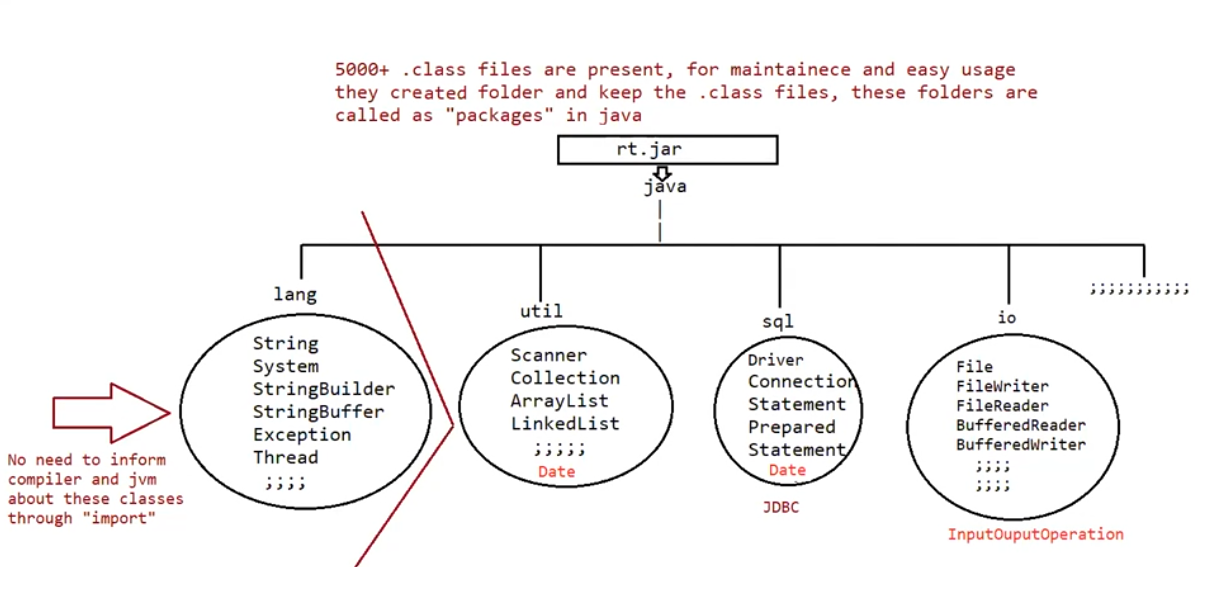 5000+ .class files are present, for maintainece and easy usage
they created folder and keep the .class files, these folders are
called as "packages" in java
rt.jar
java
lang
String
System
StringBuilder
StringBuffer
Exception
Thread
;;;;
No need to inform
compiler and jvm
about these classes
through "import"
util
Scanner
Collection
ArrayList
LinkedList
;;;;;
Date
sql
Driver
Connection
Statement
Prepared
Statement
Date
JDBC
io
File
FileWriter
FileReader
BufferedReader
BufferedWriter
;;;;
;;;;
InputOuputOperation
;;;;;;;;;;;